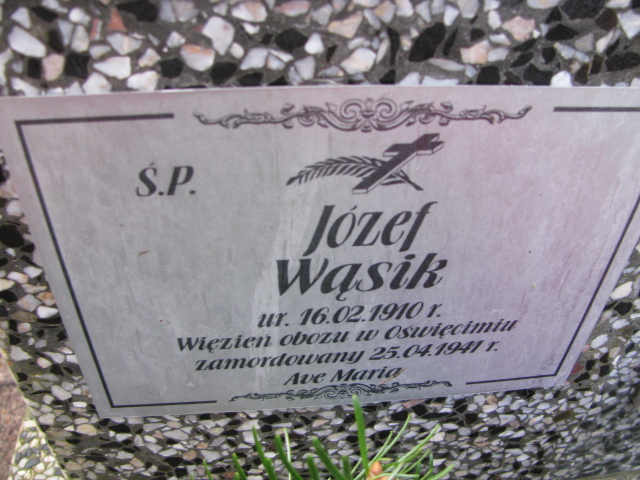 Ś.P.
Józef
Wąsik
ur. 16.02.1910 r.
Więzień obozu w Oświęcimiu
zamordowany 25.04.1941 r.
Ave Maria